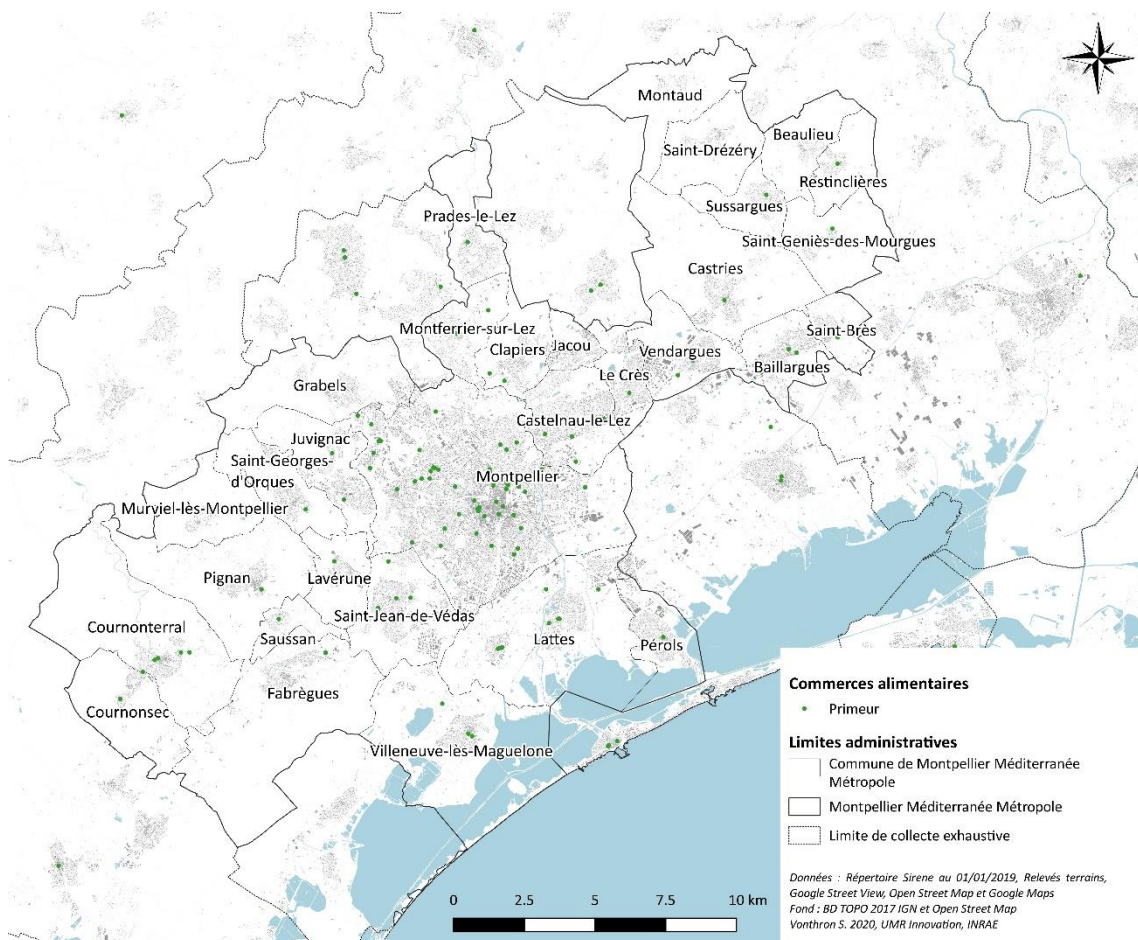 Montaud
Beaulieu
Saint-Drézéry
Restinclières
Sussargues
Prades-le-Lez
Saint-Geniès-des-Mourgues
Castries
Montferrier-sur-Lez
Saint-Brès
Jacou
Clapiers
Vendargues
Baillargues
Le Crès
Grabels
Castelnau-le-Lez
Juvignac
Saint-Georges-
d'Orques
Montpellier
Murviel-lès-Montpellier
Pignan
Lavérune
Saint-Jean-de-Védas
Cournonterral
Saussan
Lattes
Pérols
Fabrègues
Cournonsec
Villeneuve-lès-Maguelone
Commerces alimentaires
Primeur
Limites administratives
Commune de Montpellier Méditerranée
Métropole
Montpellier Méditerranée Métropole
Limite de collecte exhaustive
Données : Répertoire Sirene au 01/01/2019, Relevés terrains,
Google Street View, Open Street Map et Google Maps
Fond : BD TOPO 2017 IGN et Open Street Map
Vonthron S. 2020, UMR Innovation, INRAE
0 2.5 5 7.5 10 km